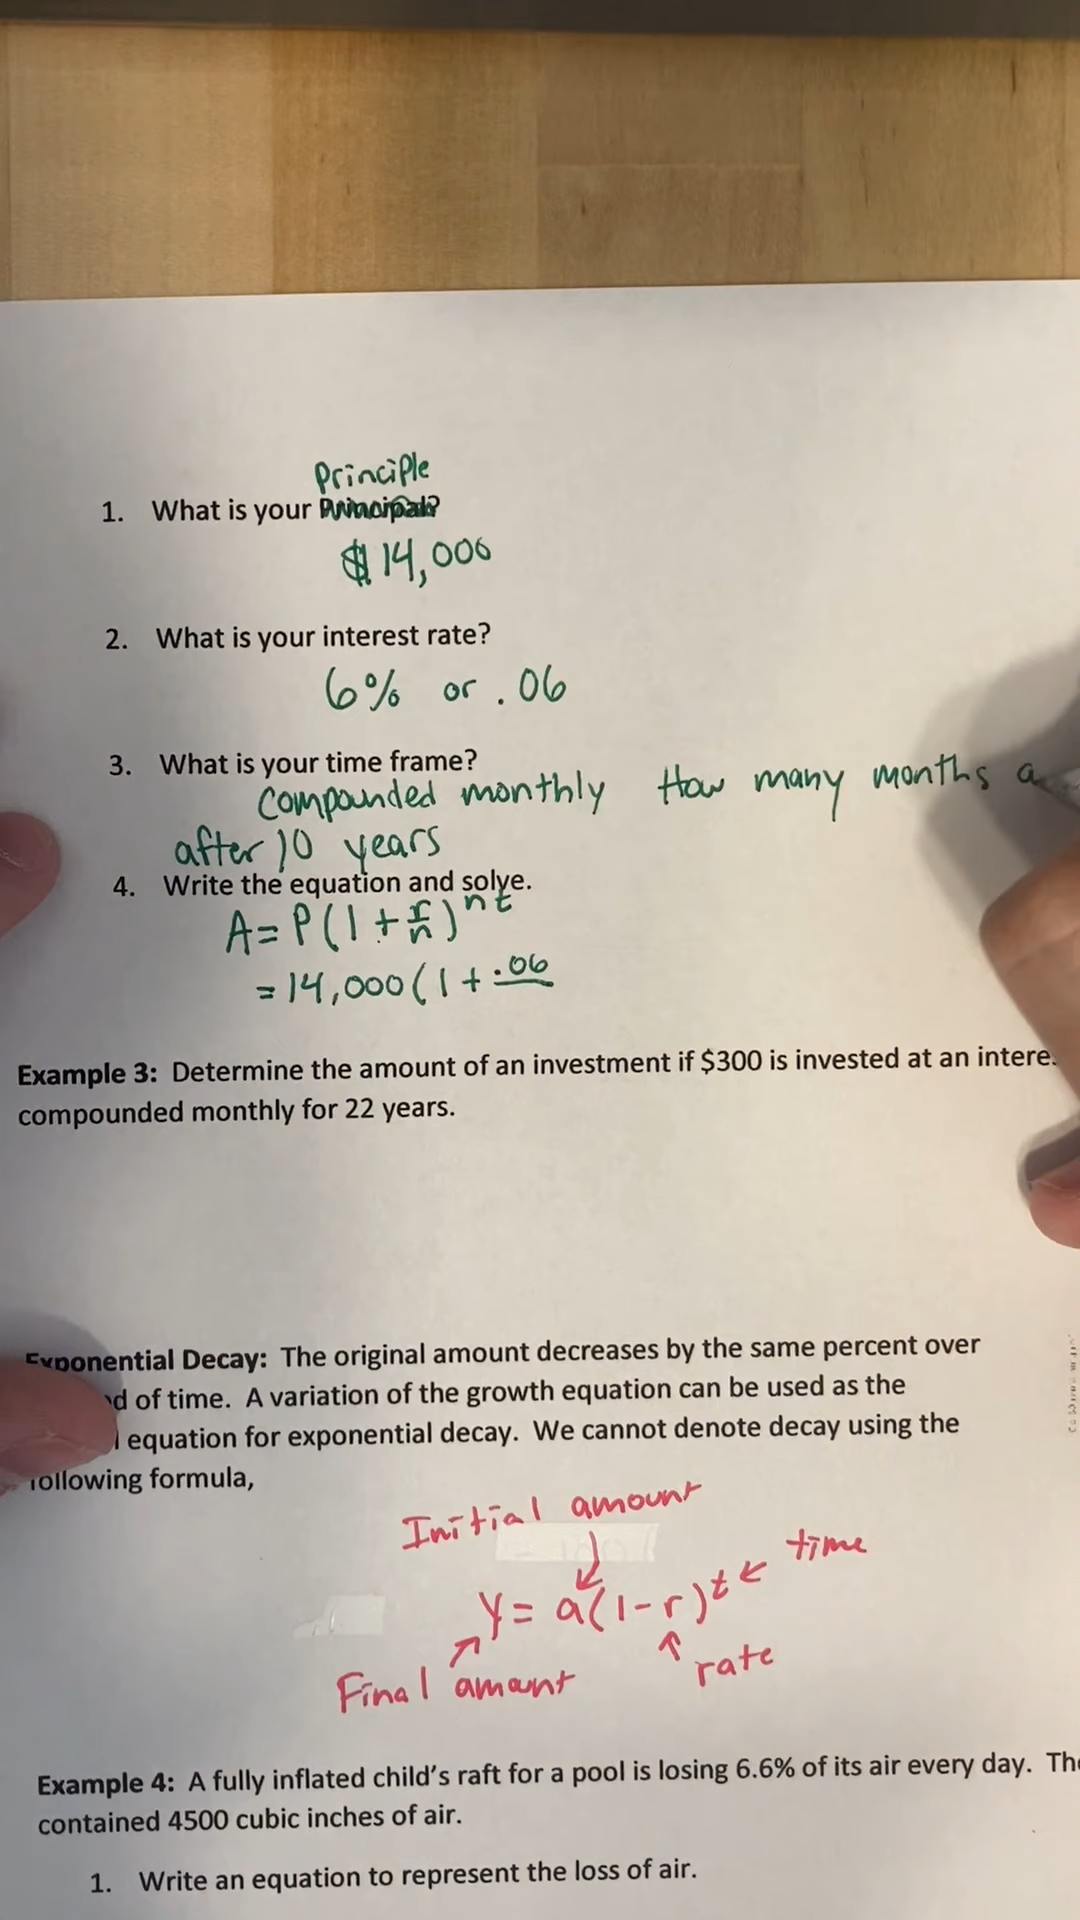 Principle
1. What is your Principal?
$14,000
2. What is your interest rate?
6% or .06
3. What is your time frame?
compounded monthly How many months a
after 10 years
4. Write the equation and solve.
A = P(1 + r/n)^nt
= 14,000(1 + .06
Example 3: Determine the amount of an investment if $300 is invested at an intere
compounded monthly for 22 years.
Exponential Decay: The original amount decreases by the same percent over
d of time. A variation of the growth equation can be used as the
equation for exponential decay. We cannot denote decay using the
following formula,
Initial amount
time
y = a(1-r)^t
rate
Final amount
Example 4: A fully inflated child's raft for a pool is losing 6.6% of its air every day. The
contained 4500 cubic inches of air.
1. Write an equation to represent the loss of air.